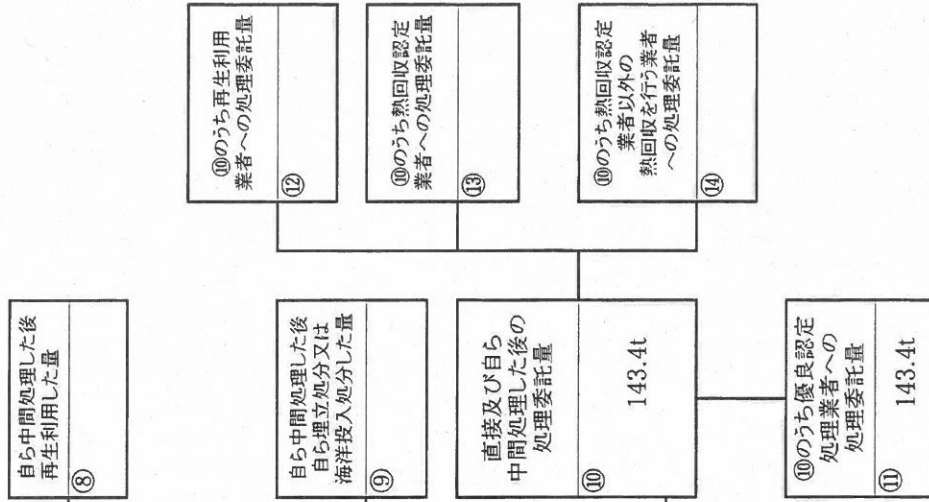 自ら中間処理した後
再生利用した量
⑧
自ら中間処理した後
自ら埋立処分又は
海洋投入処分した量
⑨
直接及び自ら
中間処理した後の
処理委託量
⑩
143.4t
⑩のうち優良認定
処理業者への
処理委託量
⑪
143.4t
⑩のうち再生利用
業者への処理委託量
⑫
⑩のうち熱回収認定
業者への処理委託量
⑬
⑩のうち熱回収認定
業者以外の
熱回収を行う業者
への処理委託量
⑭